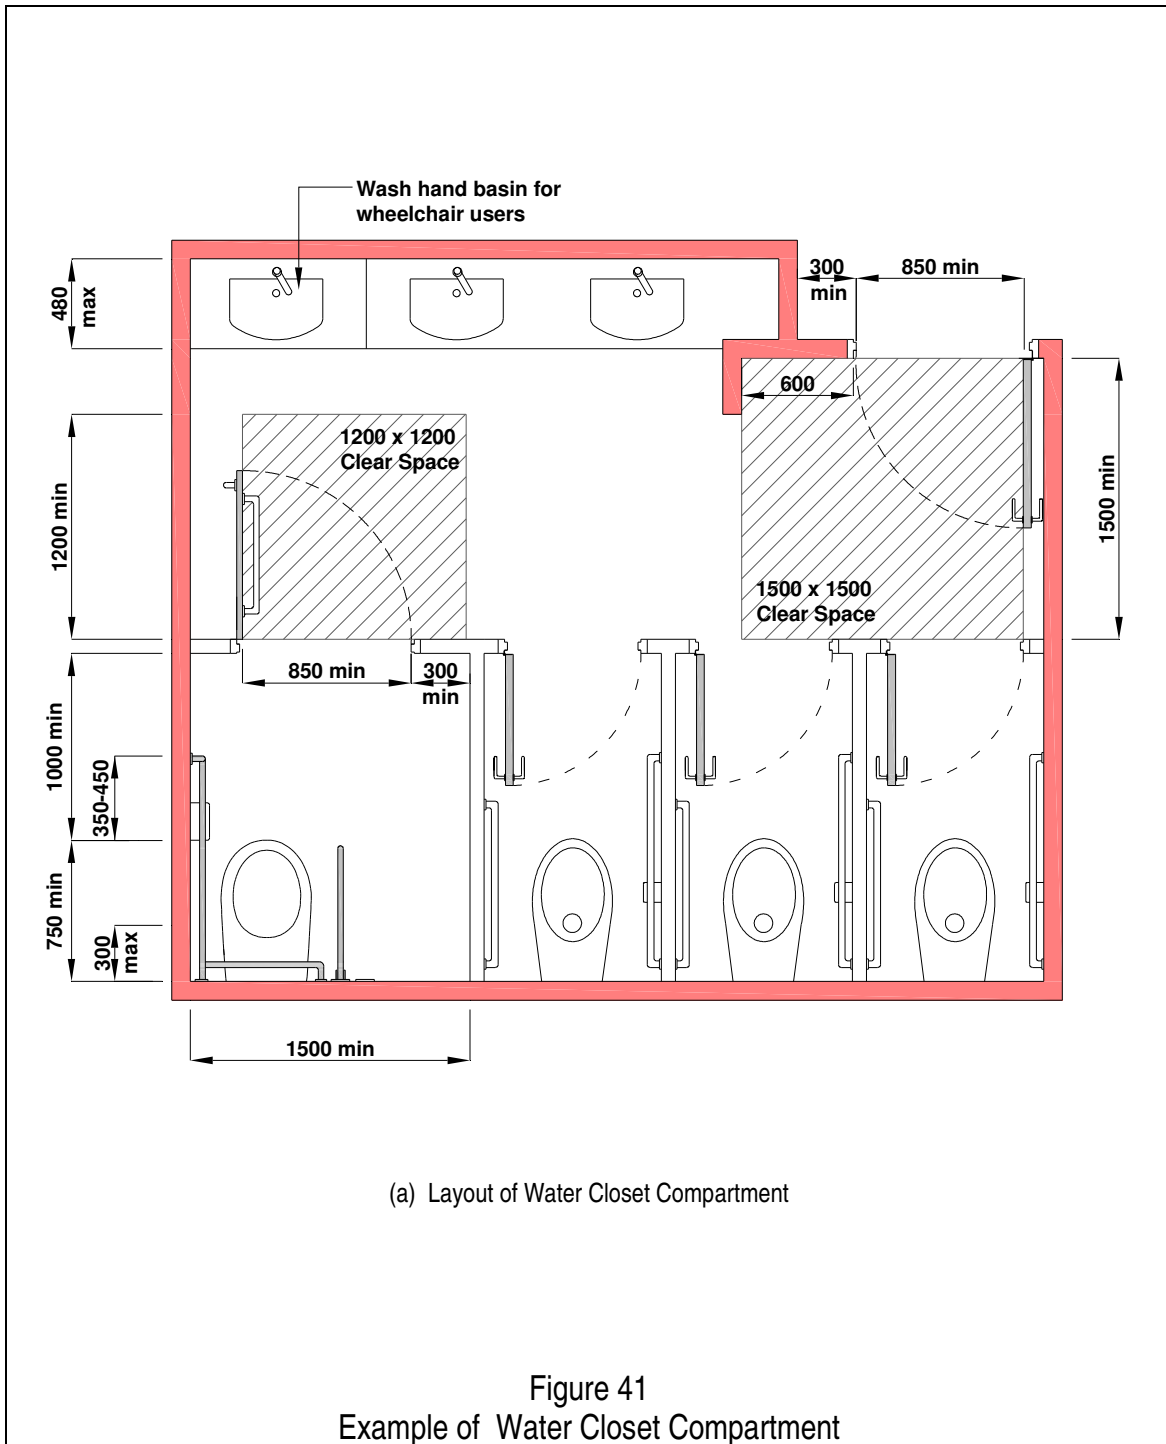 Wash hand basin for
wheelchair users
300
min
850 min
480
max
600
1200 x 1200
Clear Space
1200 min
1500 min
1500 x 1500
Clear Space
850 min
300
min
1000 min
350-450
750 min
300
max
1500 min
(a) Layout of Water Closet Compartment
Figure 41
Example of Water Closet Compartment